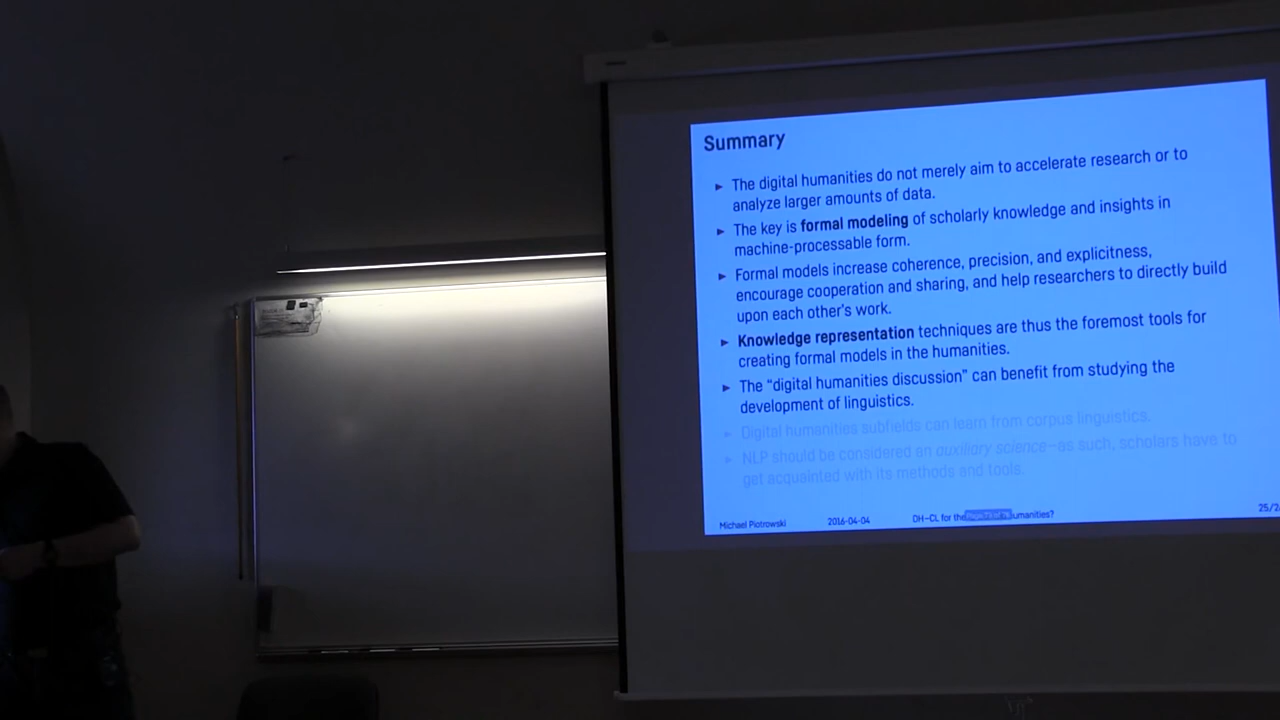 Summary
► The digital humanities do not merely aim to accelerate research or to
analyze larger amounts of data.
► The key is formal modeling of scholarly knowledge and insights in
machine-processable form.
► Formal models increase coherence, precision, and explicitness,
encourage cooperation and sharing, and help researchers to directly build
upon each other's work.
► Knowledge representation techniques are thus the foremost tools for
creating formal models in the humanities.
► The “digital humanities discussion” can benefit from studying the
development of linguistics.
► Digital humanities subfields can learn from corpus linguistics.
► NLP should be considered an auxiliary science—as such, scholars have to
get acquainted with its methods and tools.
Michael Piotrowski 2016-04-04 DH–CL for the umanities? 25/2